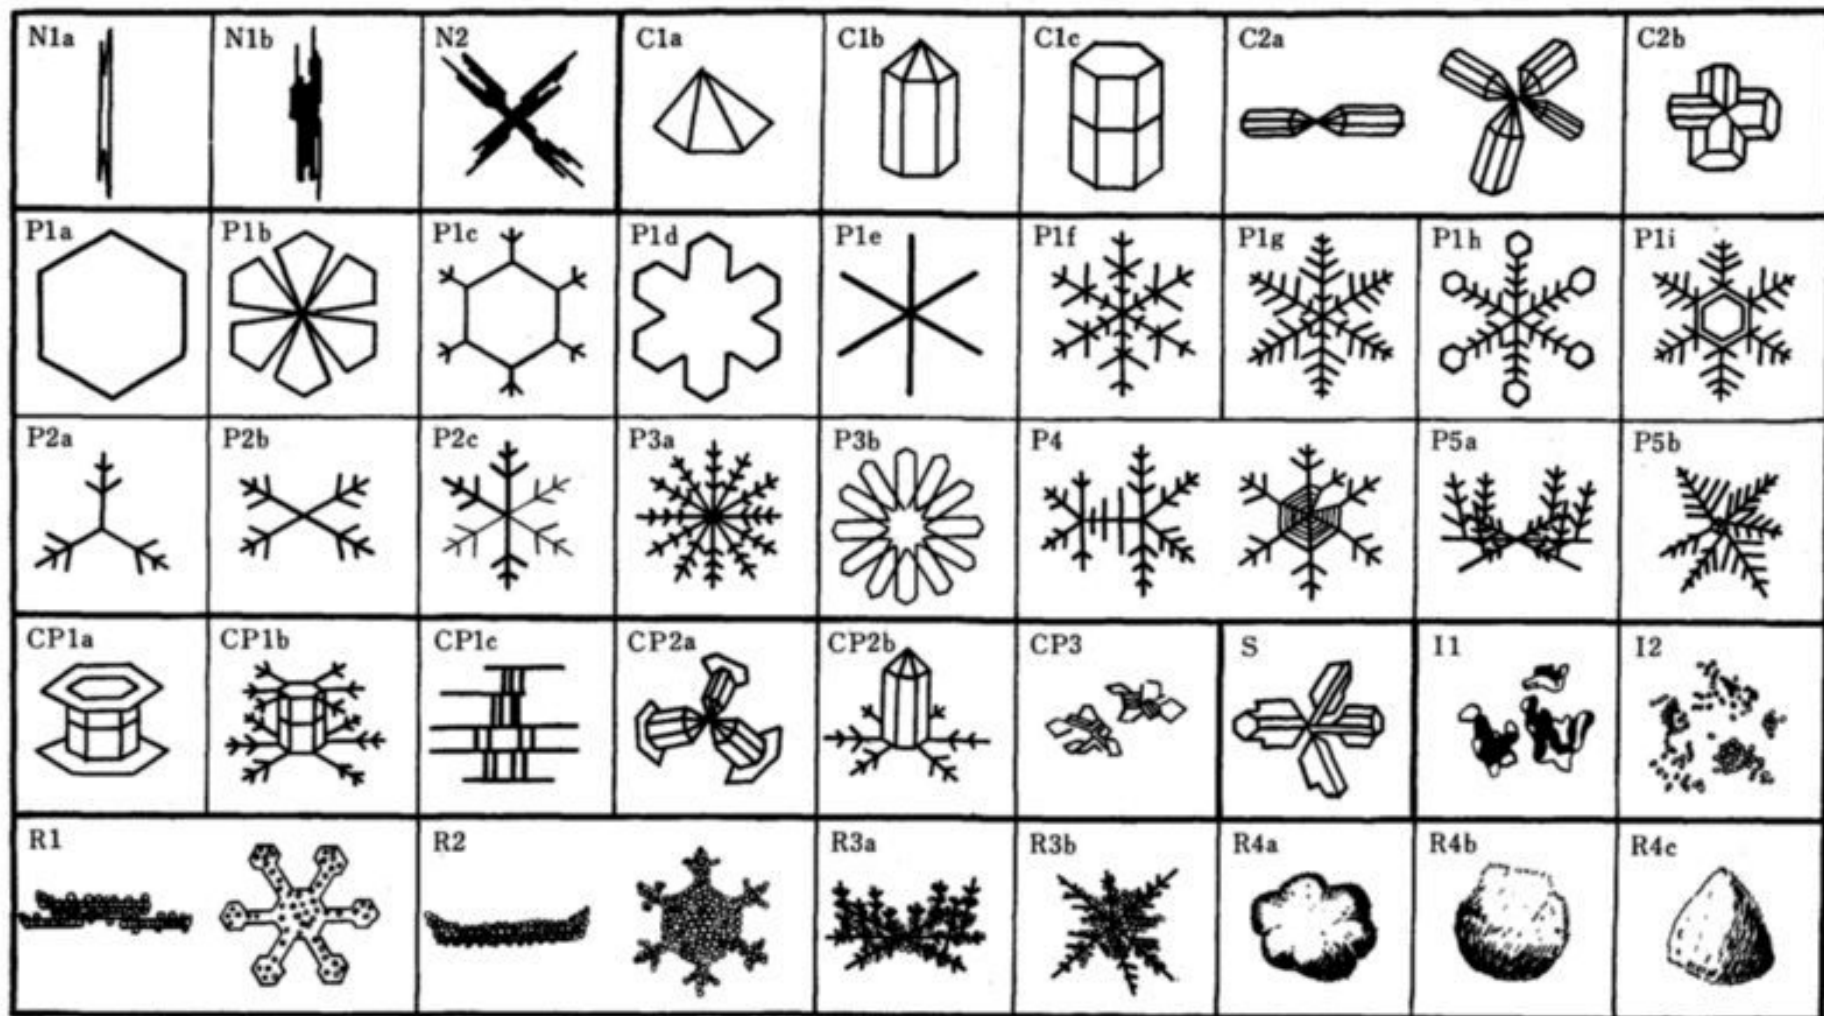 N1a N1b N2 C1a C1b C1c C2a C2b
P1a P1b P1c P1d P1e P1f P1g P1h P1i
P2a P2b P2c P3a P3b P4 P5a P5b
CP1a CP1b CP1c CP2a CP2b CP3 S I1 I2
R1 R2 R3a R3b R4a R4b R4c